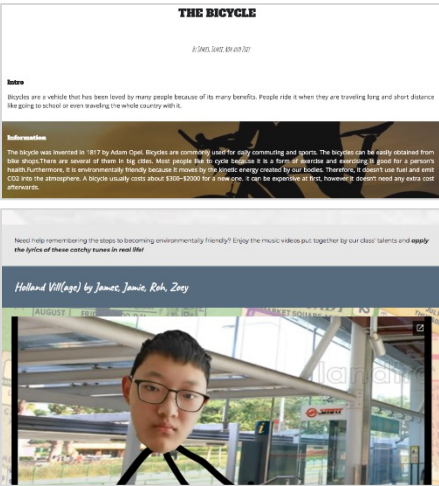 THE BICYCLE
Intro
Bicycles are a vehicle that has been loved by many people because of its many benefits. People ride it when they are traveling long and short distance
like going to school or even traveling the whole country with it.
Information
The bicycle was invented in 1817 by Adam Opel. Bicycles are commonly used for daily commuting and sports. The bicycles can be easily obtained from
bike shops.There are several of them in big cities. Most people like to cycle because it is a form of exercise and exercising is good for a person's
health.Furthermore, it is environmentally friendly because it moves by the kinetic energy created by our bodies. Therefore, it doesn't use fuel and emit
CO2 into the atmosphere. A bicycle usually costs about $300~$2000 for a new one. It can be expensive at first, however it doesn't need any extra cost
afterwards.
Need help remembering the steps to becoming environmentally friendly? Enjoy the music videos put together by our class' talents and apply
the lyrics of these catchy tunes in real life!
Holland Vill(age) by James, Jamie, Roh, Zoey
AUGUST
SMRT
i